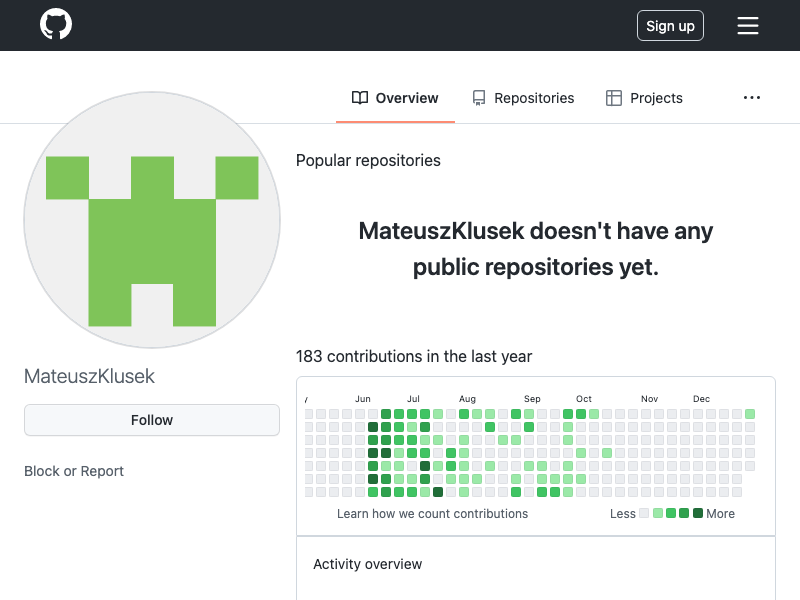 Sign up
Overview
Repositories
Projects
Popular repositories
MateuszKlusek doesn't have any
public repositories yet.
MateuszKlusek
Follow
Block or Report
183 contributions in the last year
Jun Jul Aug Sep Oct Nov Dec
Learn how we count contributions
Less More
Activity overview